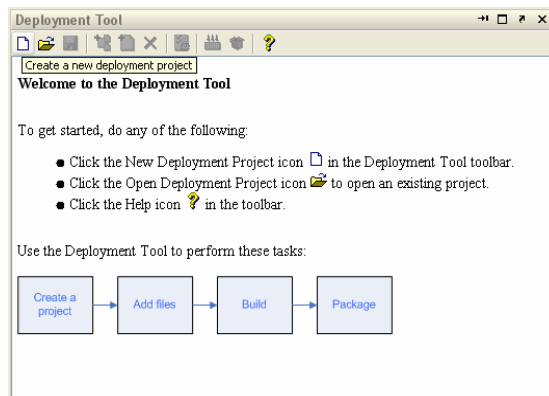 Deployment Tool
Create a new deployment project
Welcome to the Deployment Tool
To get started, do any of the following:
Click the New Deployment Project icon in the Deployment Tool toolbar.
Click the Open Deployment Project icon to open an existing project.
Click the Help icon ? in the toolbar.
Use the Deployment Tool to perform these tasks:
Create a
project
Add files
Build
Package